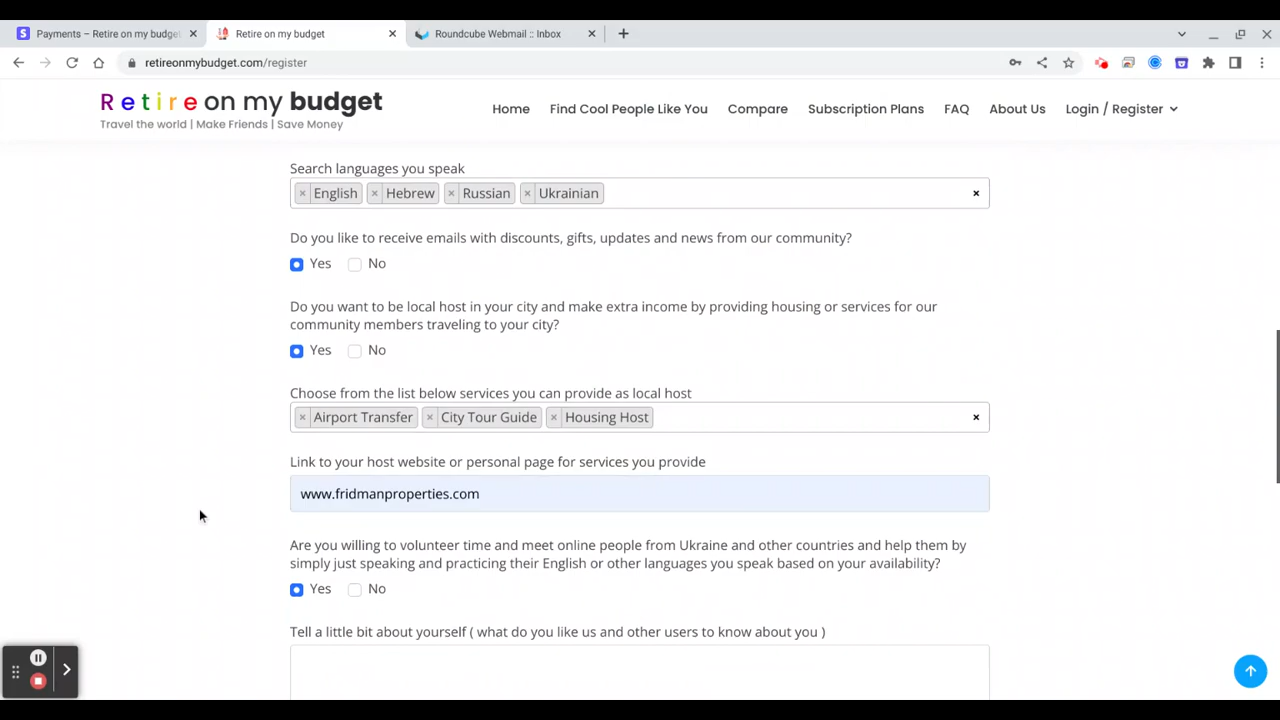 Payments – Retire on my budget
Retire on my budget
Roundcube Webmail :: Inbox
retireonmybudget.com/register
Retire on my budget
Travel the world | Make Friends | Save Money
Home
Find Cool People Like You
Compare
Subscription Plans
FAQ
About Us
Login / Register
Search languages you speak
× English × Hebrew × Russian × Ukrainian ×
Do you like to receive emails with discounts, gifts, updates and news from our community?
Yes No
Do you want to be local host in your city and make extra income by providing housing or services for our
community members traveling to your city?
Yes No
Choose from the list below services you can provide as local host
× Airport Transfer × City Tour Guide × Housing Host ×
Link to your host website or personal page for services you provide
www.fridmanproperties.com
Are you willing to volunteer time and meet online people from Ukraine and other countries and help them by
simply just speaking and practicing their English or other languages you speak based on your availability?
Yes No
Tell a little bit about yourself ( what do you like us and other users to know about you )